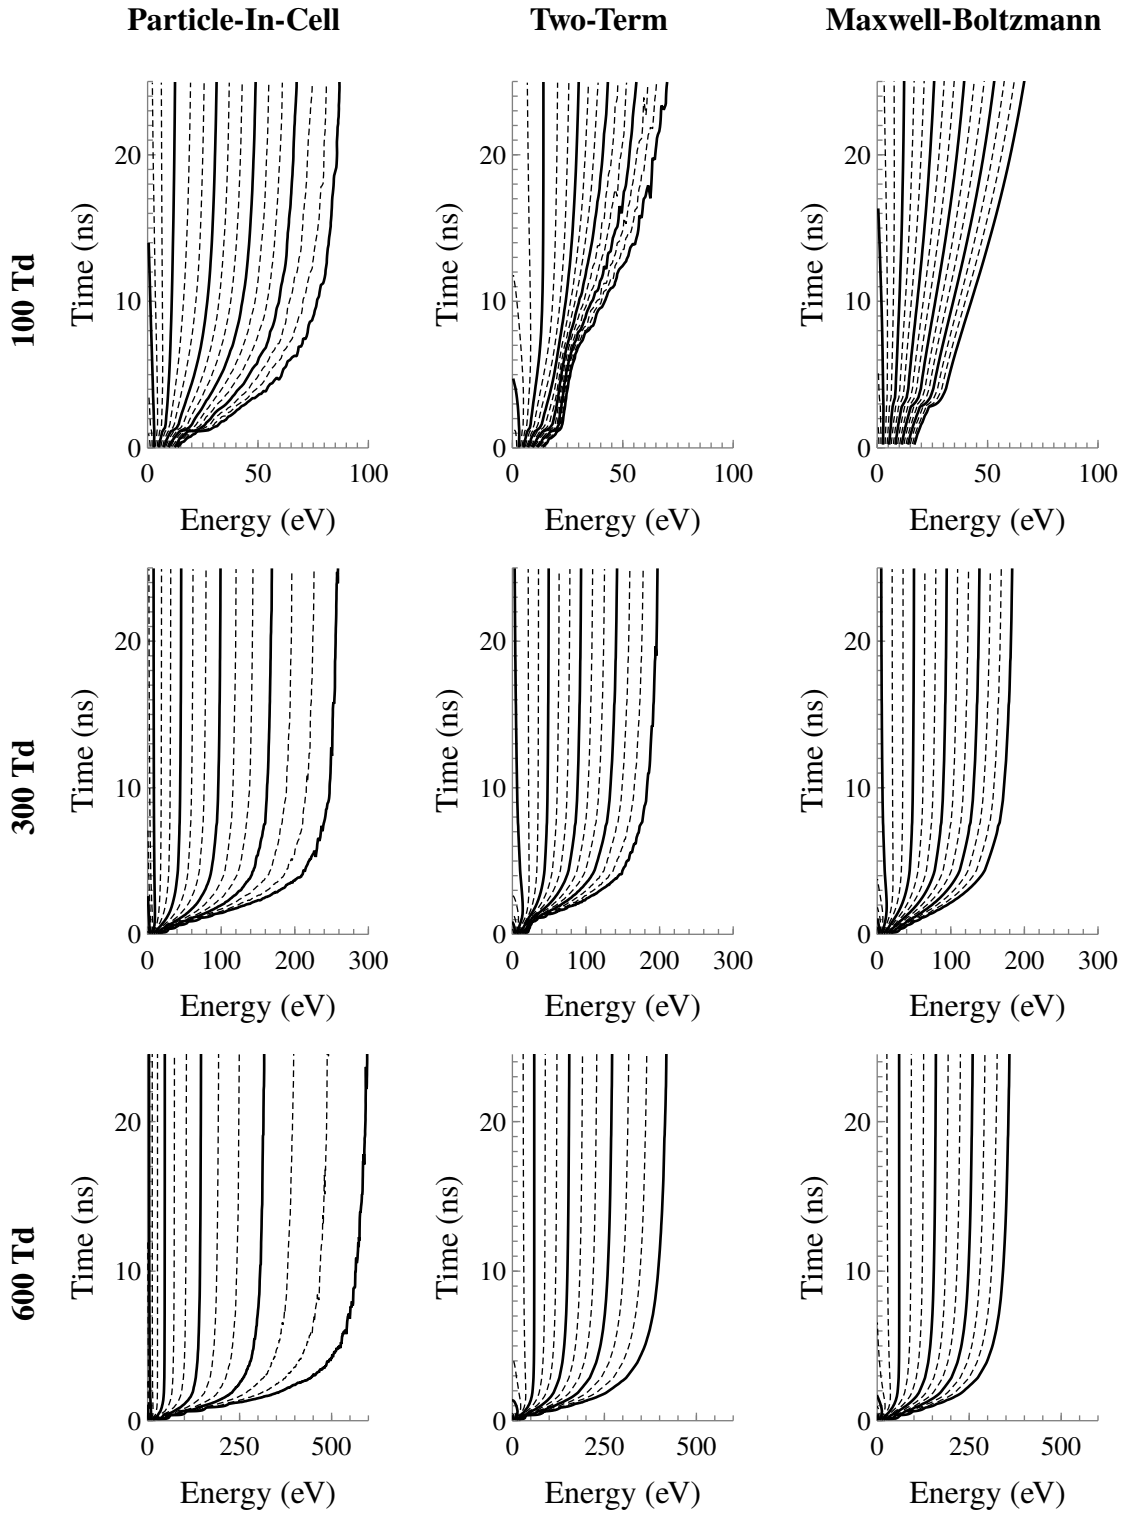 Particle-In-Cell Two-Term Maxwell-Boltzmann
100 Td
Time (ns) Time (ns) Time (ns)
20 20 20
10 10 10
0 0 0
0 50 100 0 50 100 0 50 100
Energy (eV) Energy (eV) Energy (eV)
300 Td
Time (ns) Time (ns) Time (ns)
20 20 20
10 10 10
0 0 0
0 100 200 300 0 100 200 300 0 100 200 300
Energy (eV) Energy (eV) Energy (eV)
600 Td
Time (ns) Time (ns) Time (ns)
20 20 20
10 10 10
0 0 0
0 250 500 0 250 500 0 250 500
Energy (eV) Energy (eV) Energy (eV)